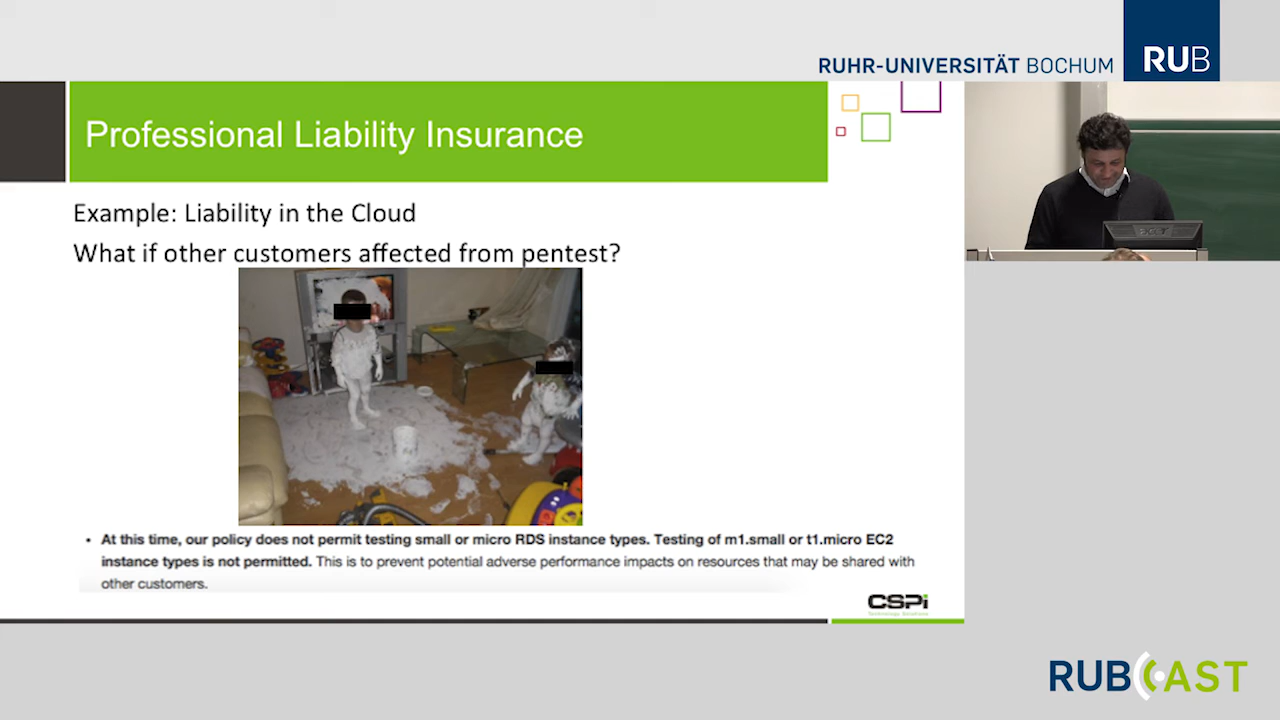 RUHR-UNIVERSITÄT BOCHUM
RUB
Professional Liability Insurance
Example: Liability in the Cloud
What if other customers affected from pentest?
• At this time, our policy does not permit testing small or micro RDS instance types. Testing of m1.small or t1.micro EC2
instance types is not permitted. This is to prevent potential adverse performance impacts on resources that may be shared with
other customers.
CSPi
Technology Solutions
RUBCAST